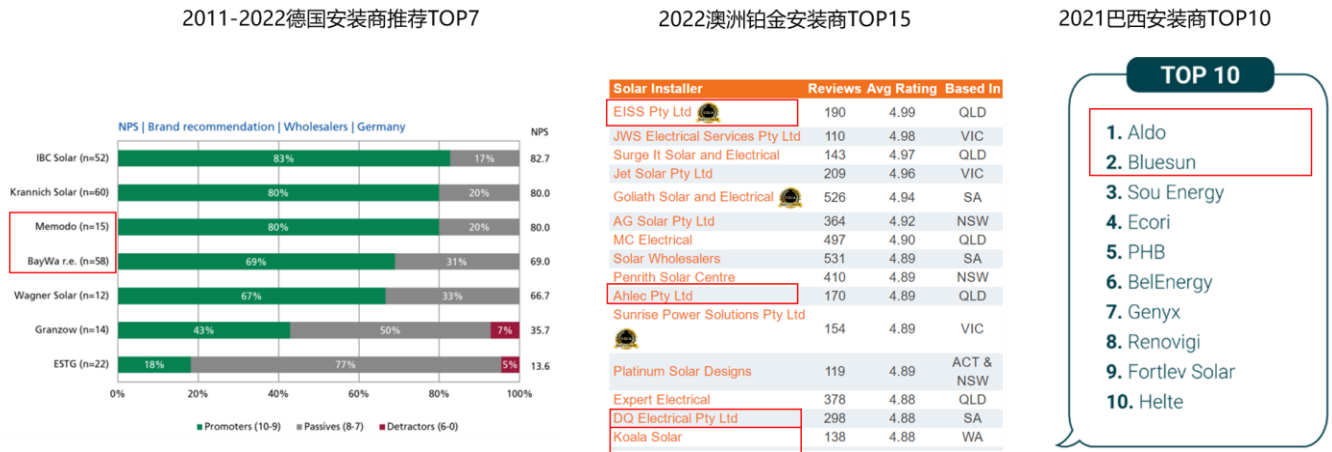 2011-2022德国安装商推荐TOP7
NPS | Brand recommendation | Wholesalers | Germany
NPS
IBC Solar (n=52) 83% 17% 82.7
Krannich Solar (n=60) 80% 20% 80.0
Memodo (n=15) 80% 20% 80.0
BayWa r.e. (n=58) 69% 31% 69.0
Wagner Solar (n=12) 67% 33% 66.7
Granzow (n=14) 43% 50% 7% 35.7
ESTG (n=22) 18% 77% 5% 13.6
0% 20% 40% 60% 80% 100%
Promoters (10-9) Passives (8-7) Detractors (6-0)
2022澳洲铂金安装商TOP15
Solar Installer Reviews Avg Rating Based In
EISS Pty Ltd 190 4.99 QLD
JWS Electrical Services Pty Ltd 110 4.98 VIC
Surge It Solar and Electrical 143 4.97 QLD
Jet Solar Pty Ltd 209 4.96 VIC
Goliath Solar and Electrical 526 4.94 SA
AG Solar Pty Ltd 364 4.92 NSW
MC Electrical 497 4.90 QLD
Solar Wholesalers 531 4.89 SA
Penrith Solar Centre 410 4.89 NSW
Ahlec Pty Ltd 170 4.89 QLD
Sunrise Power Solutions Pty Ltd 154 4.89 VIC
Platinum Solar Designs 119 4.89 ACT &
NSW
Expert Electrical 378 4.88 QLD
DQ Electrical Pty Ltd 298 4.88 SA
Koala Solar 138 4.88 WA
2021巴西安装商TOP10
TOP 10
1. Aldo
2. Bluesun
3. Sou Energy
4. Ecori
5. PHB
6. BelEnergy
7. Genyx
8. Renovigi
9. Fortlev Solar
10. Helte